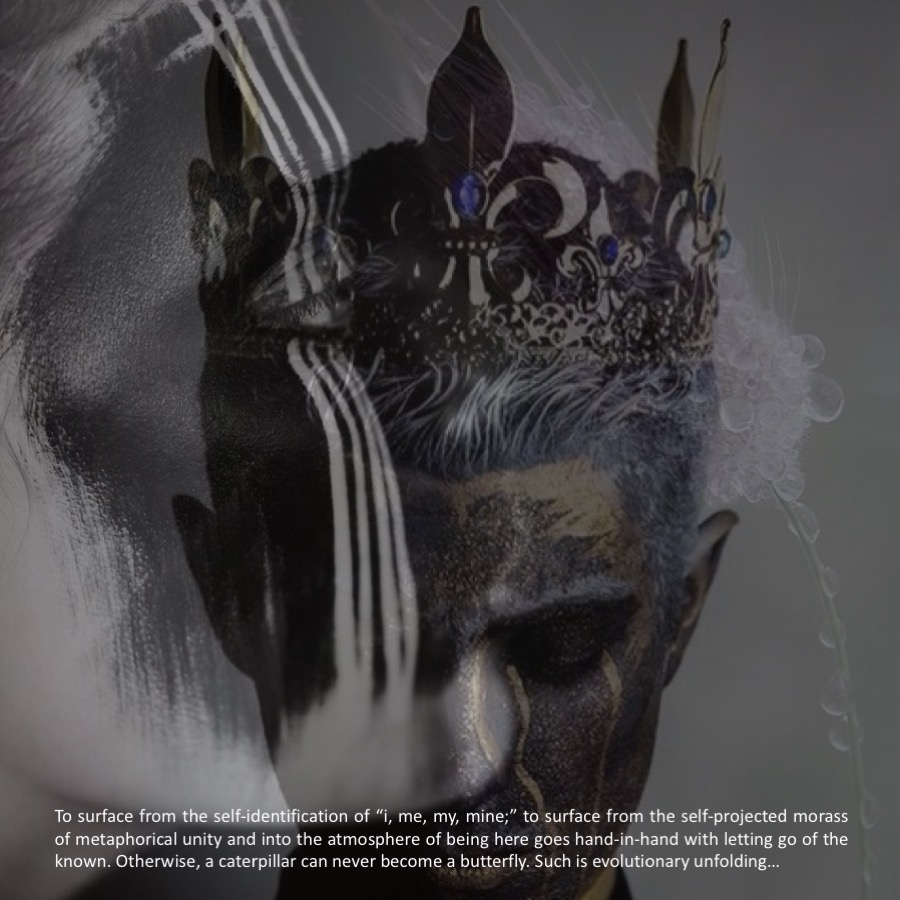 To surface from the self-identification of “i, me, my, mine;” to surface from the self-projected morass
of metaphorical unity and into the atmosphere of being here goes hand-in-hand with letting go of the
known. Otherwise, a caterpillar can never become a butterfly. Such is evolutionary unfolding...